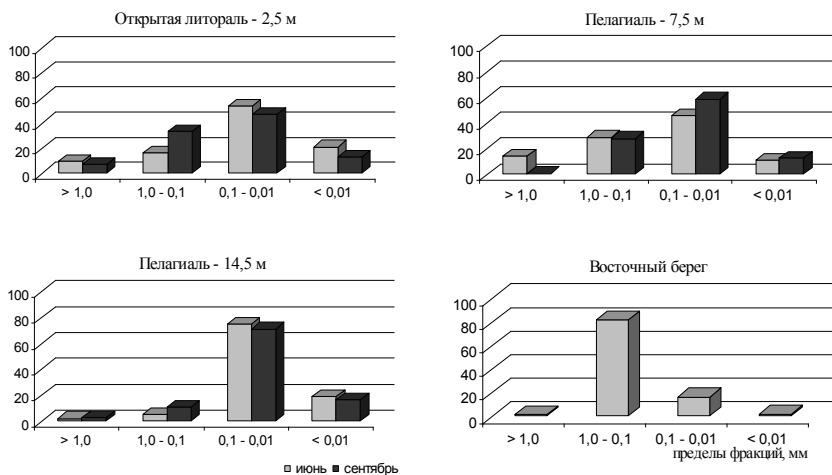 Открытая литораль - 2,5 м
100
80
60
40
20
0
> 1,0 1,0 - 0,1 0,1 - 0,01 < 0,01
Пелагиаль - 7,5 м
100
80
60
40
20
0
> 1,0 1,0 - 0,1 0,1 - 0,01 < 0,01
Пелагиаль - 14,5 м
100
80
60
40
20
0
> 1,0 1,0 - 0,1 0,1 - 0,01 < 0,01
июнь сентябрь
Восточный берег
100
80
60
40
20
0
> 1,0 1,0 - 0,1 0,1 - 0,01 < 0,01
пределы фракций, мм